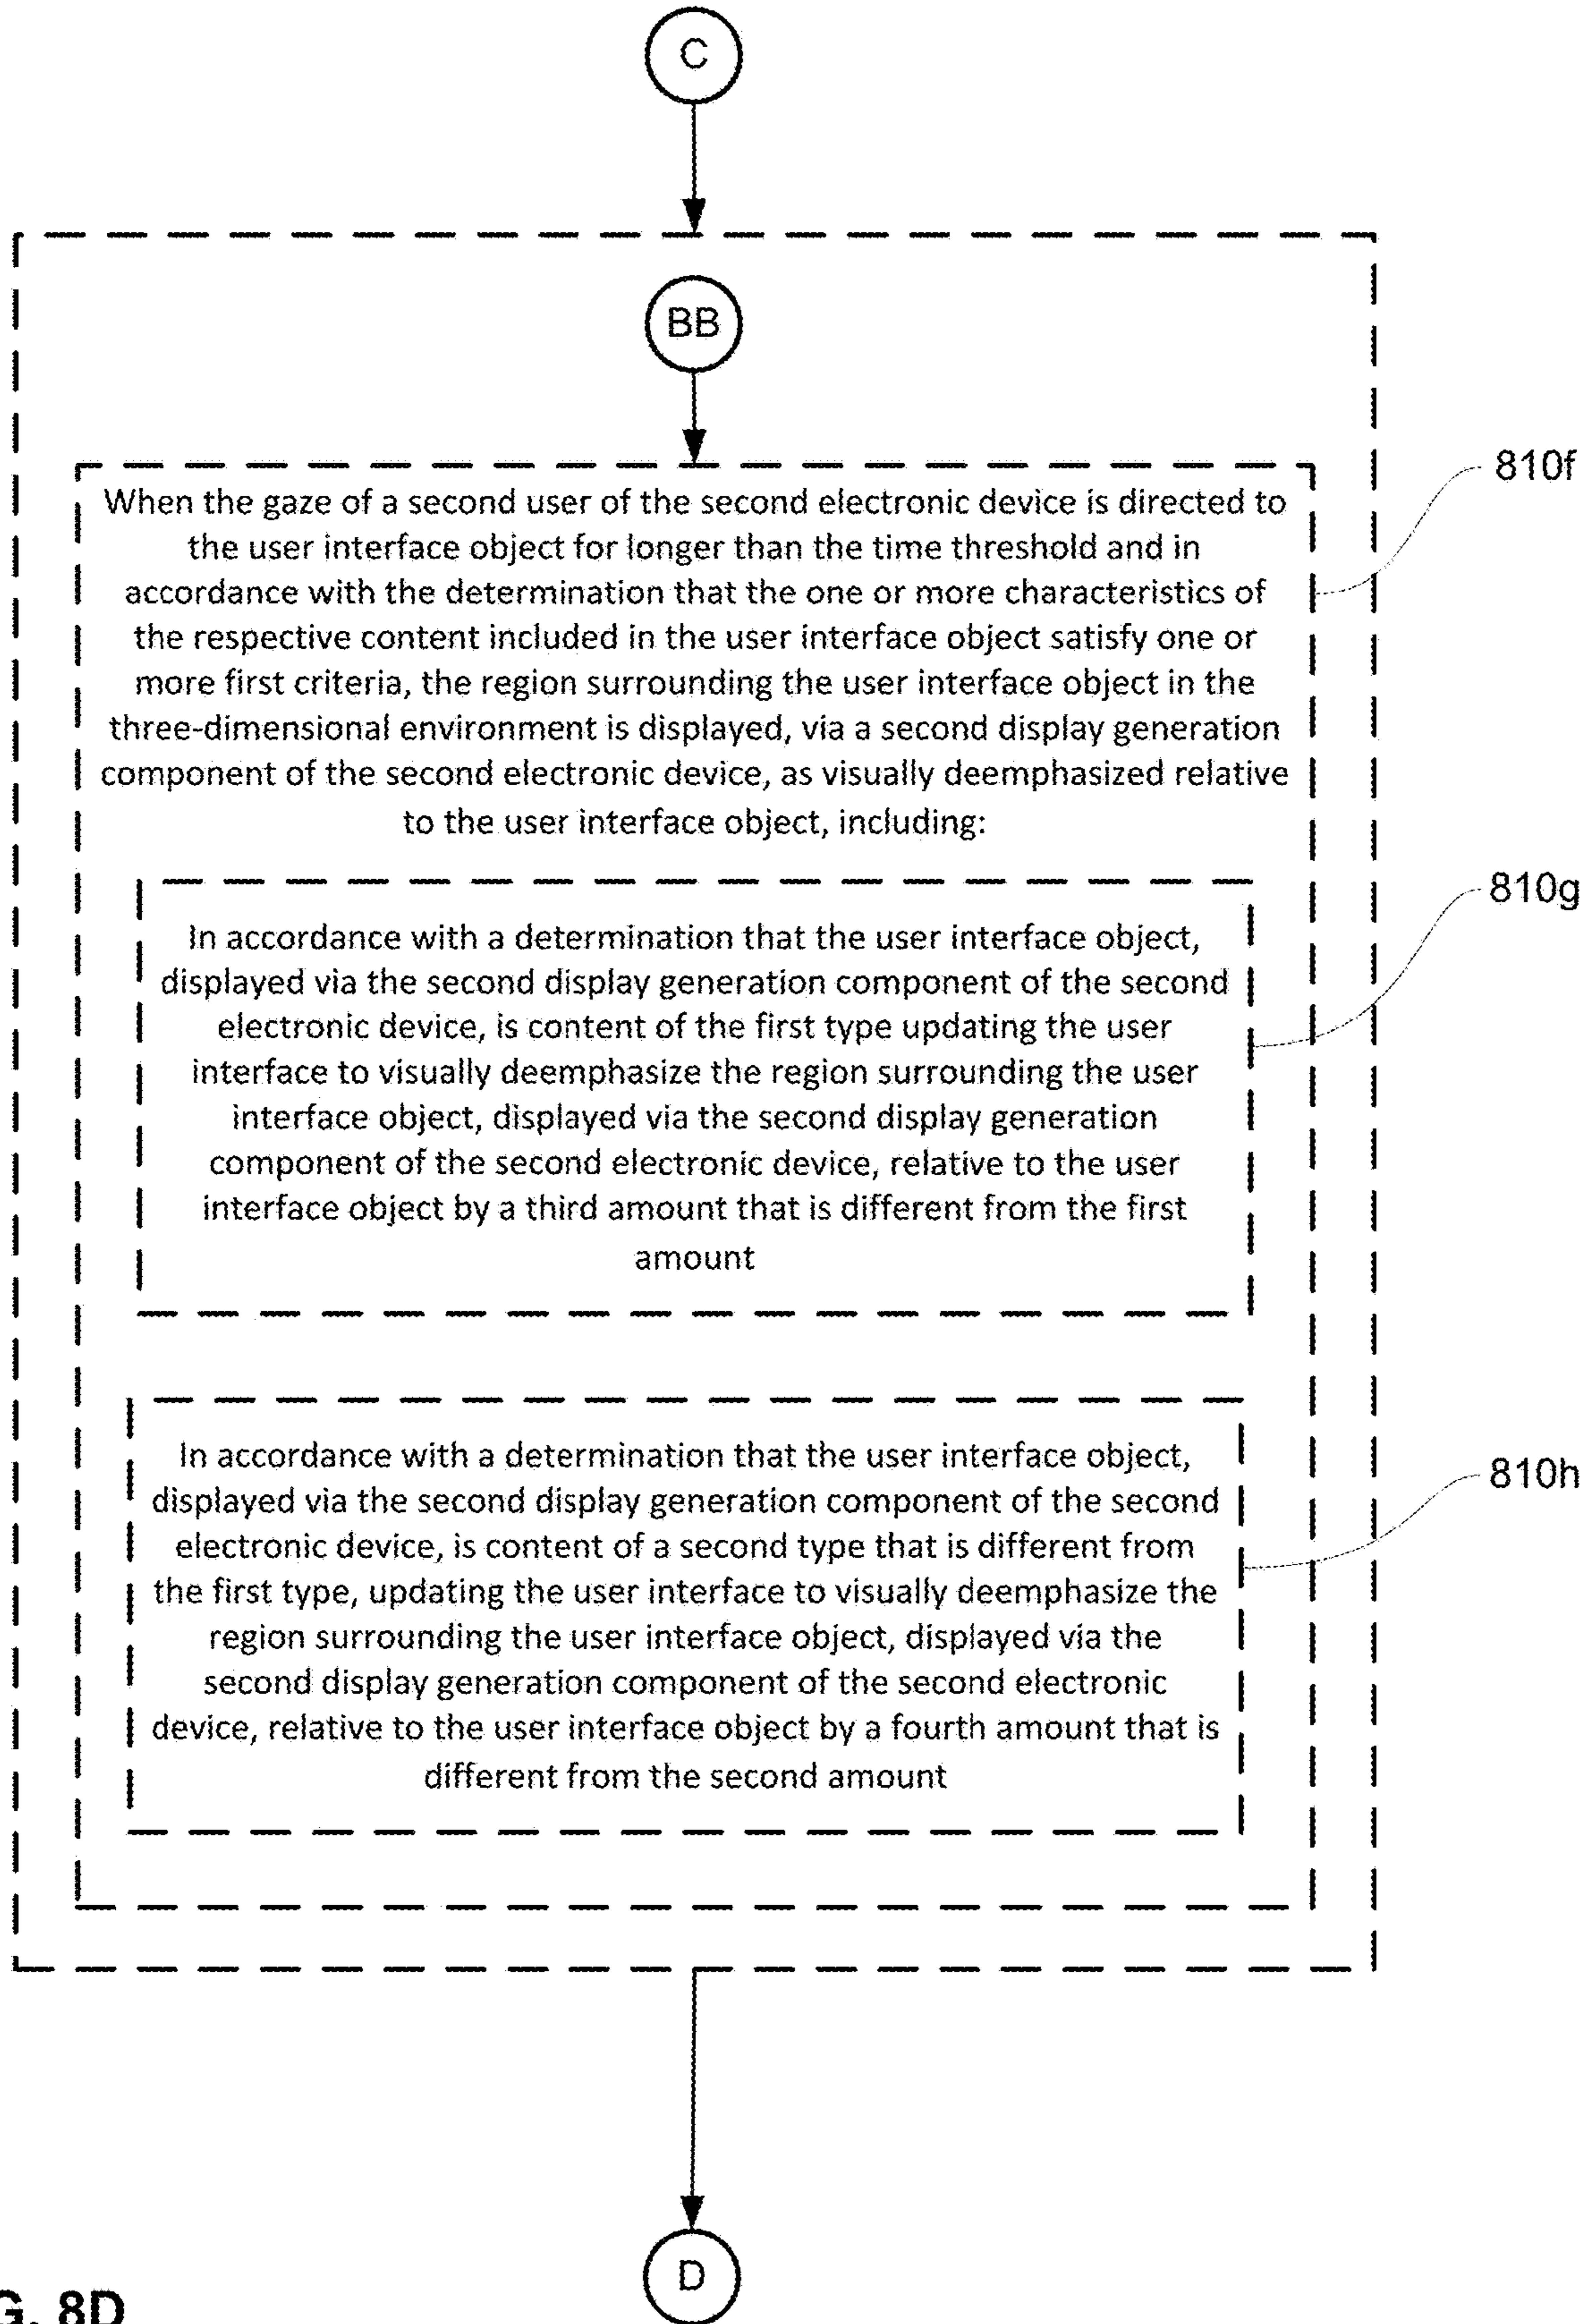 C
BB
When the gaze of a second user of the second electronic device is directed to
the user interface object for longer than the time threshold and in
accordance with the determination that the one or more characteristics of
the respective content included in the user interface object satisfy one or
more first criteria, the region surrounding the user interface object in the
three-dimensional environment is displayed, via a second display generation
component of the second electronic device, as visually deemphasized relative
to the user interface object, including:
810f
In accordance with a determination that the user interface object,
displayed via the second display generation component of the second
electronic device, is content of the first type updating the user
interface to visually deemphasize the region surrounding the user
interface object, displayed via the second display generation
component of the second electronic device, relative to the user
interface object by a third amount that is different from the first
amount
810g
In accordance with a determination that the user interface object,
displayed via the second display generation component of the second
electronic device, is content of a second type that is different from
the first type, updating the user interface to visually deemphasize the
region surrounding the user interface object, displayed via the
second display generation component of the second electronic
device, relative to the user interface object by a fourth amount that is
different from the second amount
810h
D
G. 8D